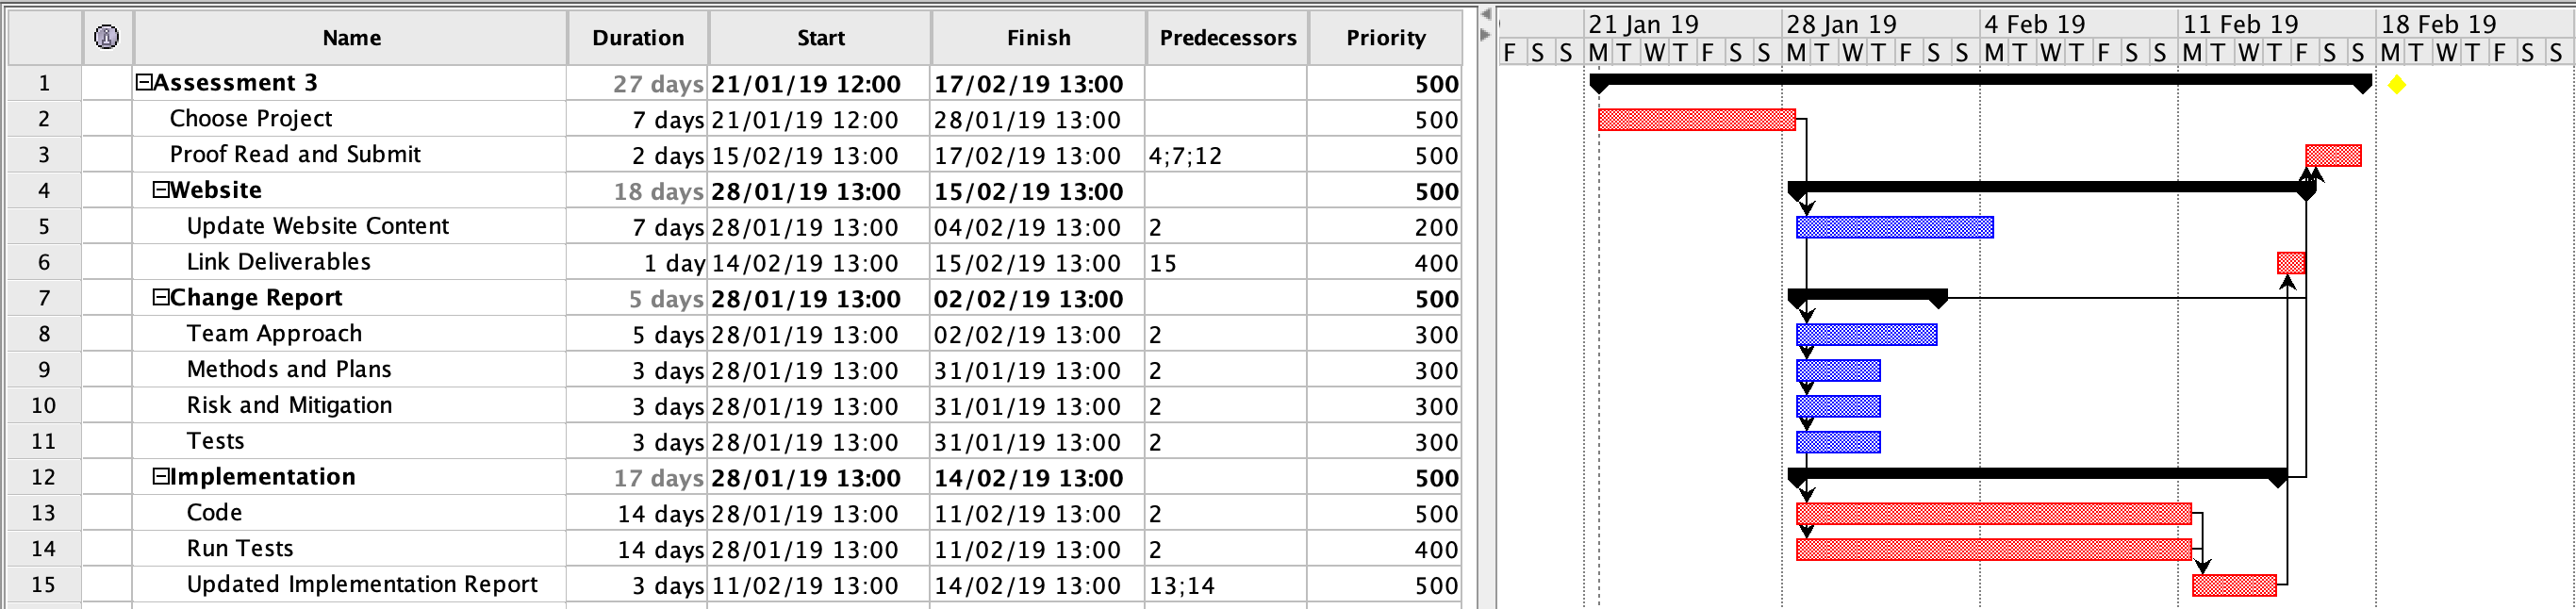 Name Duration Start Finish Predecessors Priority 21 Jan 19 28 Jan 19 4 Feb 19 11 Feb 19 18 Feb 19
F S S M T W T F S S M T W T F S S M T W T F S S M T W T F S S M T W T F S S
1 Assessment 3 27 days 21/01/19 12:00 17/02/19 13:00 500
2 Choose Project 7 days 21/01/19 12:00 28/01/19 13:00 500
3 Proof Read and Submit 2 days 15/02/19 13:00 17/02/19 13:00 4;7;12 500
4 Website 18 days 28/01/19 13:00 15/02/19 13:00 500
5 Update Website Content 7 days 28/01/19 13:00 04/02/19 13:00 2 200
6 Link Deliverables 1 day 14/02/19 13:00 15/02/19 13:00 15 400
7 Change Report 5 days 28/01/19 13:00 02/02/19 13:00 500
8 Team Approach 5 days 28/01/19 13:00 02/02/19 13:00 2 300
9 Methods and Plans 3 days 28/01/19 13:00 31/01/19 13:00 2 300
10 Risk and Mitigation 3 days 28/01/19 13:00 31/01/19 13:00 2 300
11 Tests 3 days 28/01/19 13:00 31/01/19 13:00 2 300
12 Implementation 17 days 28/01/19 13:00 14/02/19 13:00 500
13 Code 14 days 28/01/19 13:00 11/02/19 13:00 2 500
14 Run Tests 14 days 28/01/19 13:00 11/02/19 13:00 2 400
15 Updated Implementation Report 3 days 11/02/19 13:00 14/02/19 13:00 13;14 500